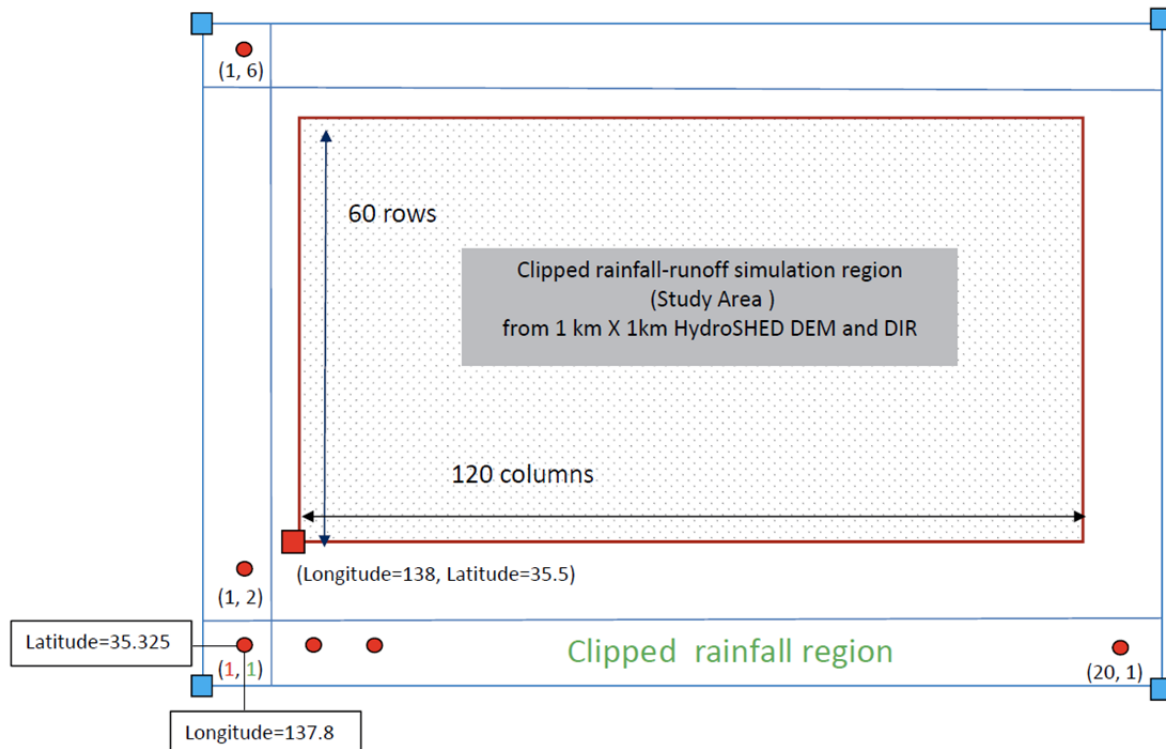 (1, 6)
60 rows
Clipped rainfall-runoff simulation region
(Study Area )
from 1 km X 1km HydroSHED DEM and DIR
120 columns
(Longitude=138, Latitude=35.5)
(1, 2)
Latitude=35.325
Clipped rainfall region
(1, 1)
(20, 1)
Longitude=137.8